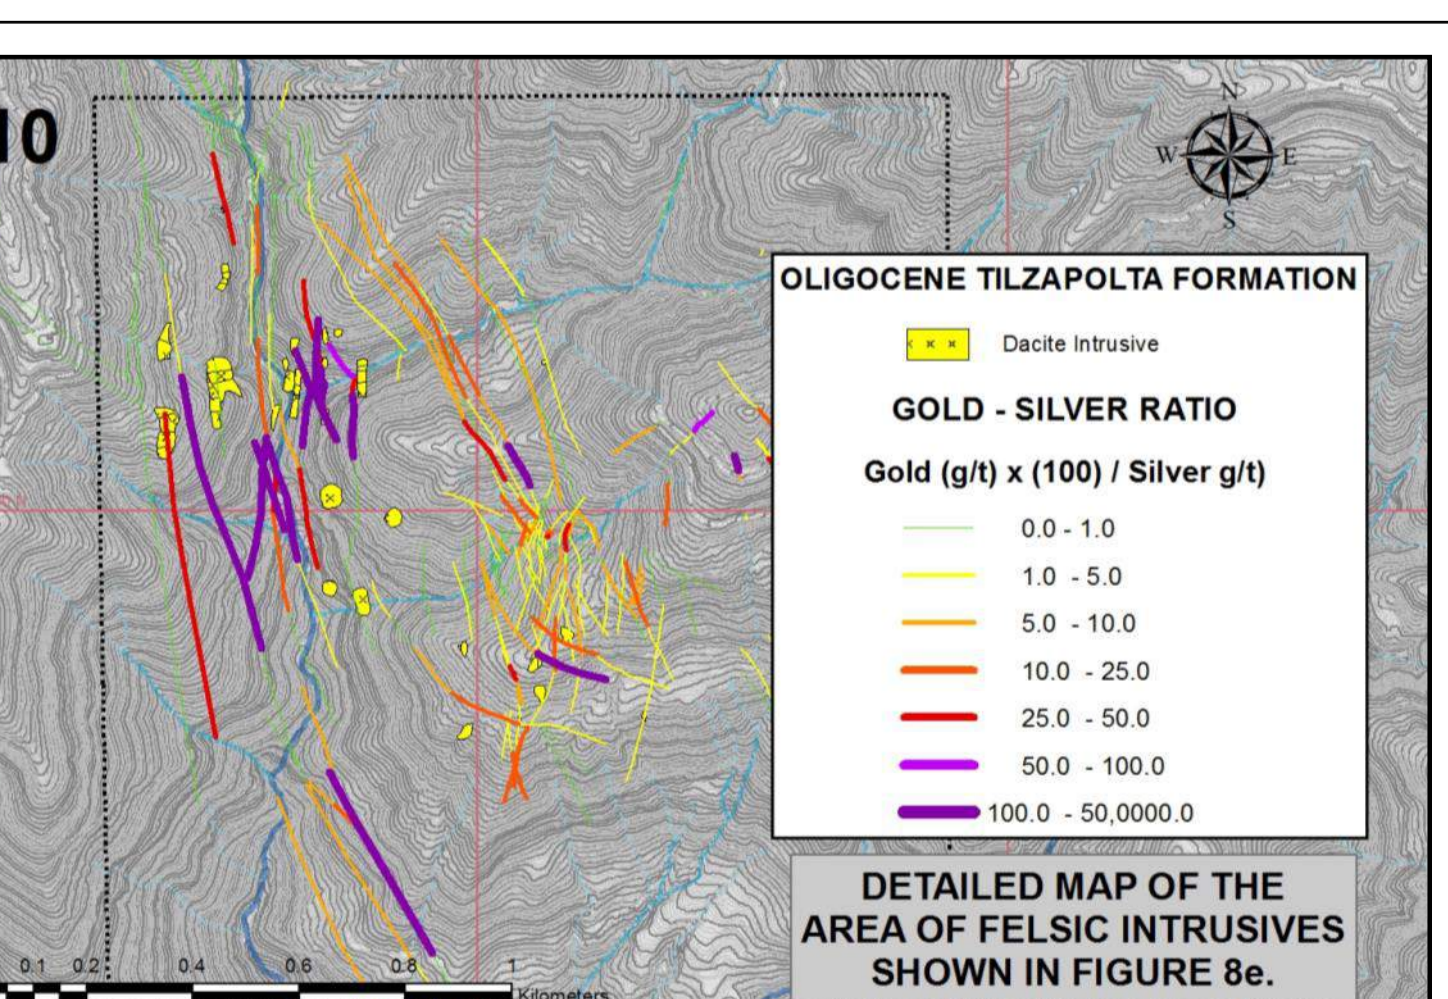 10
N
W E
S
OLIGOCENE TILZAPOLTA FORMATION
Dacite Intrusive
GOLD - SILVER RATIO
Gold (g/t) x (100) / Silver g/t)
0.0 - 1.0
1.0 - 5.0
5.0 - 10.0
10.0 - 25.0
25.0 - 50.0
50.0 - 100.0
100.0 - 50,0000.0
DETAILED MAP OF THE
AREA OF FELSIC INTRUSIVES
SHOWN IN FIGURE 8e.
0.1 0.2 0.4 0.6 0.8 1
Kilometers